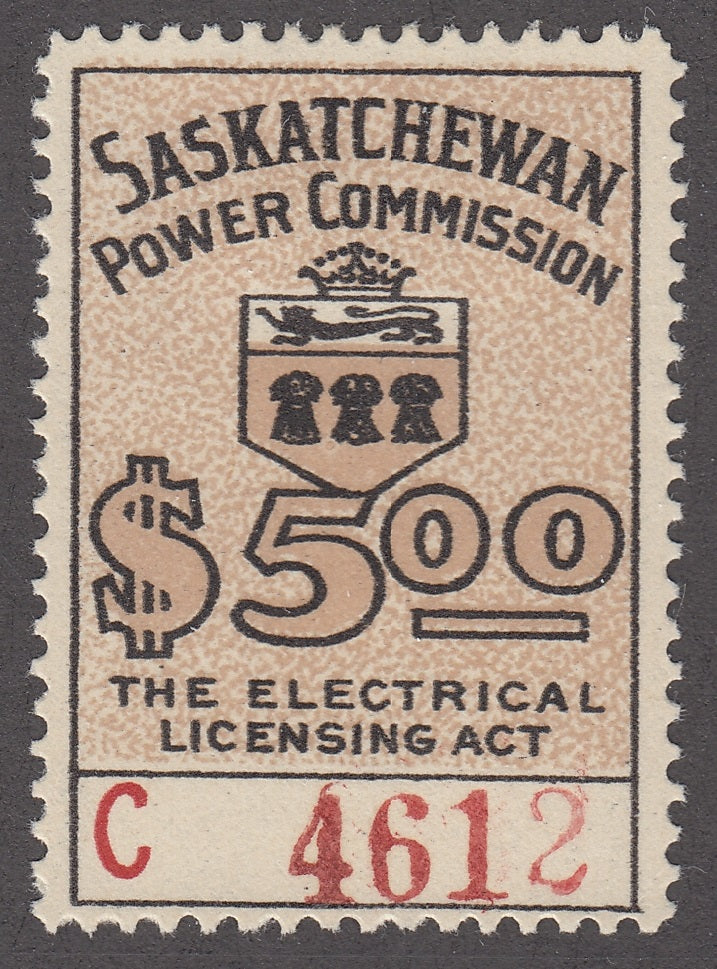 SASKATCHEWAN
POWER COMMISSION
$5.00
THE ELECTRICAL
LICENSING ACT
C 4612